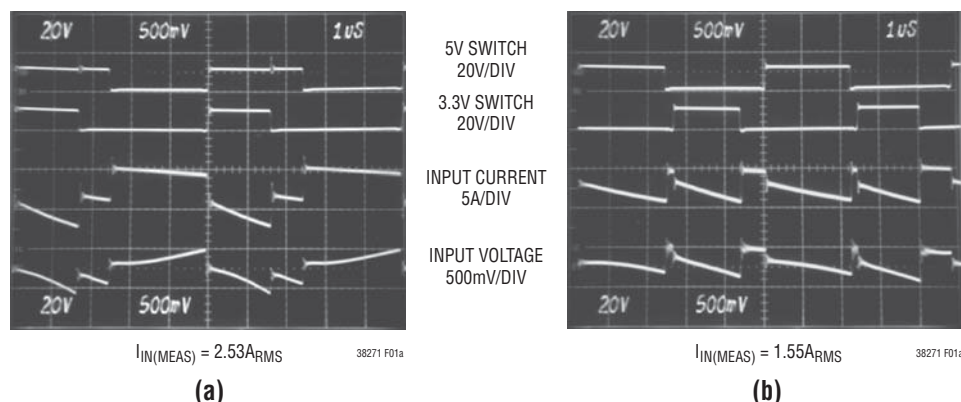 20V 500mV 1uS
20V 500mV
5V SWITCH
20V/DIV
3.3V SWITCH
20V/DIV
INPUT CURRENT
5A/DIV
INPUT VOLTAGE
500mV/DIV
20V 500mV 1uS
20V 500mV
IIN(MEAS) = 2.53ARMS
38271 F01a
(a)
IIN(MEAS) = 1.55ARMS
38271 F01a
(b)